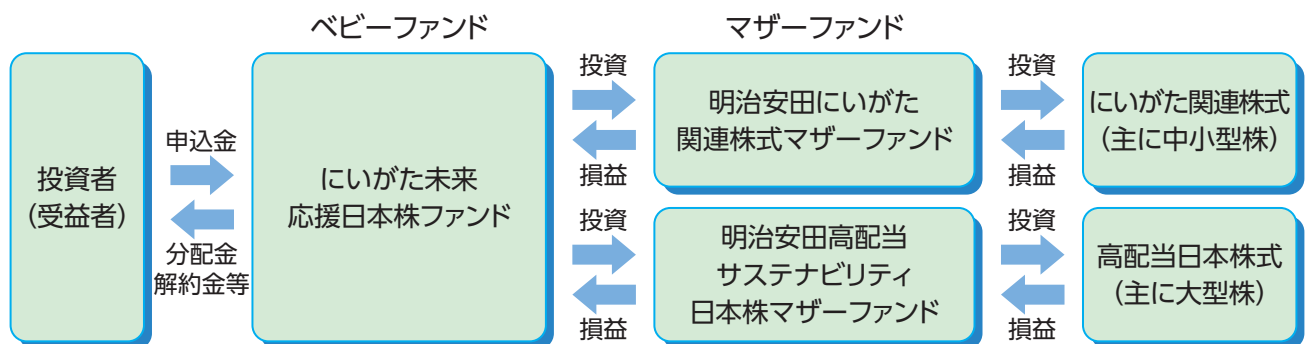 ベビーファンド
マザーファンド
投資者
(受益者)
申込金
分配金
解約金等
にいがた未来
応援日本株ファンド
投資
損益
明治安田にいがた
関連株式マザーファンド
投資
損益
にいがた関連株式
(主に中小型株)
投資
損益
明治安田高配当
サステナビリティ
日本株マザーファンド
投資
損益
高配当日本株式
(主に大型株)